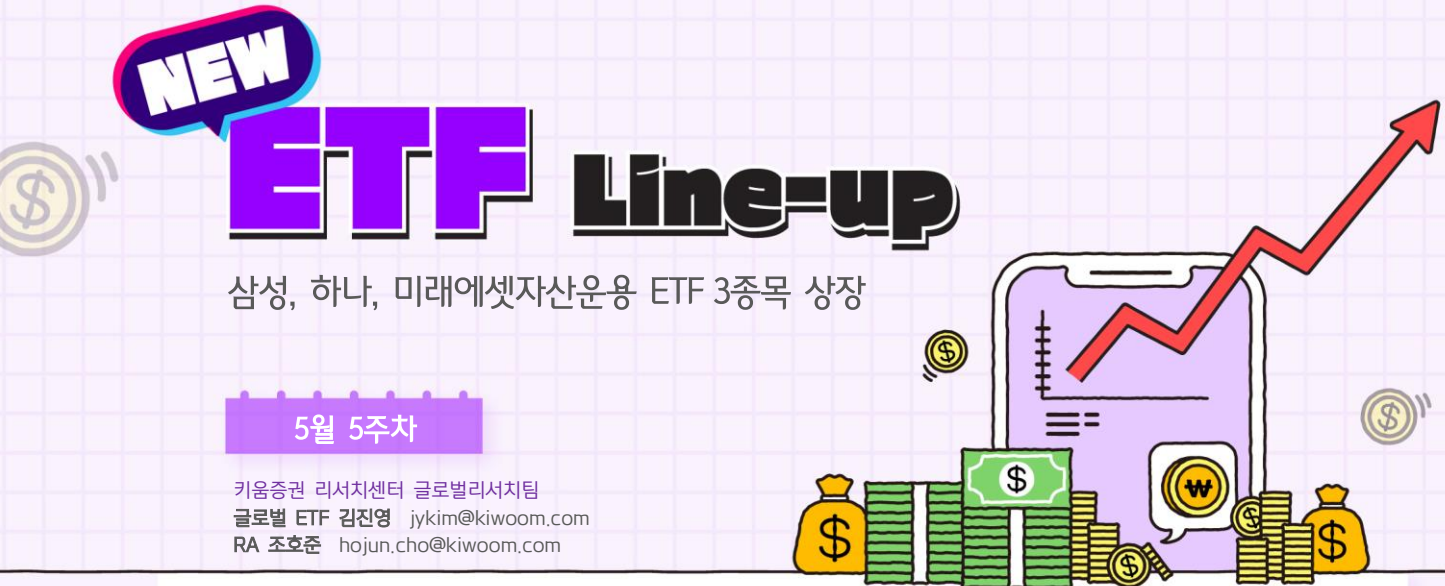 NEW
ETF Line-up
삼성, 하나, 미래에셋자산운용 ETF 3종목 상장
5월 5주차
키움증권 리서치센터 글로벌리서치팀
글로벌 ETF 김진영 jykim@kiwoom.com
RA 조호준 hojun.cho@kiwoom.com
$
$
$
$
$
$
$
₩
$